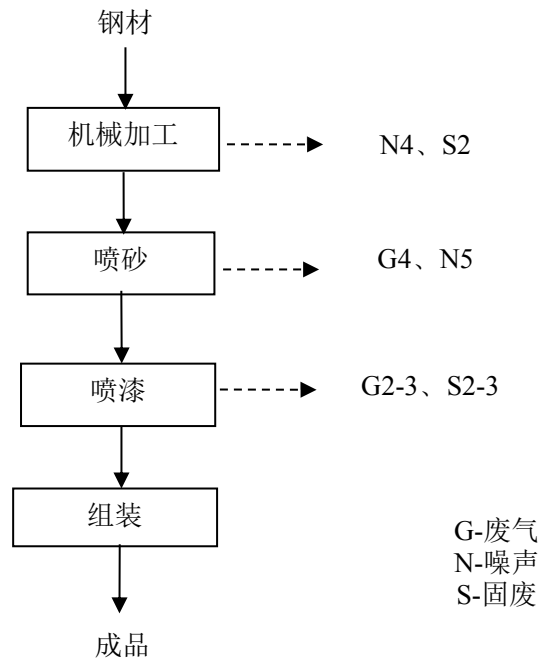 钢材
机械加工
N4、S2
喷砂
G4、N5
喷漆
G2-3、S2-3
组装
G-废气
N-噪声
S-固废
成品